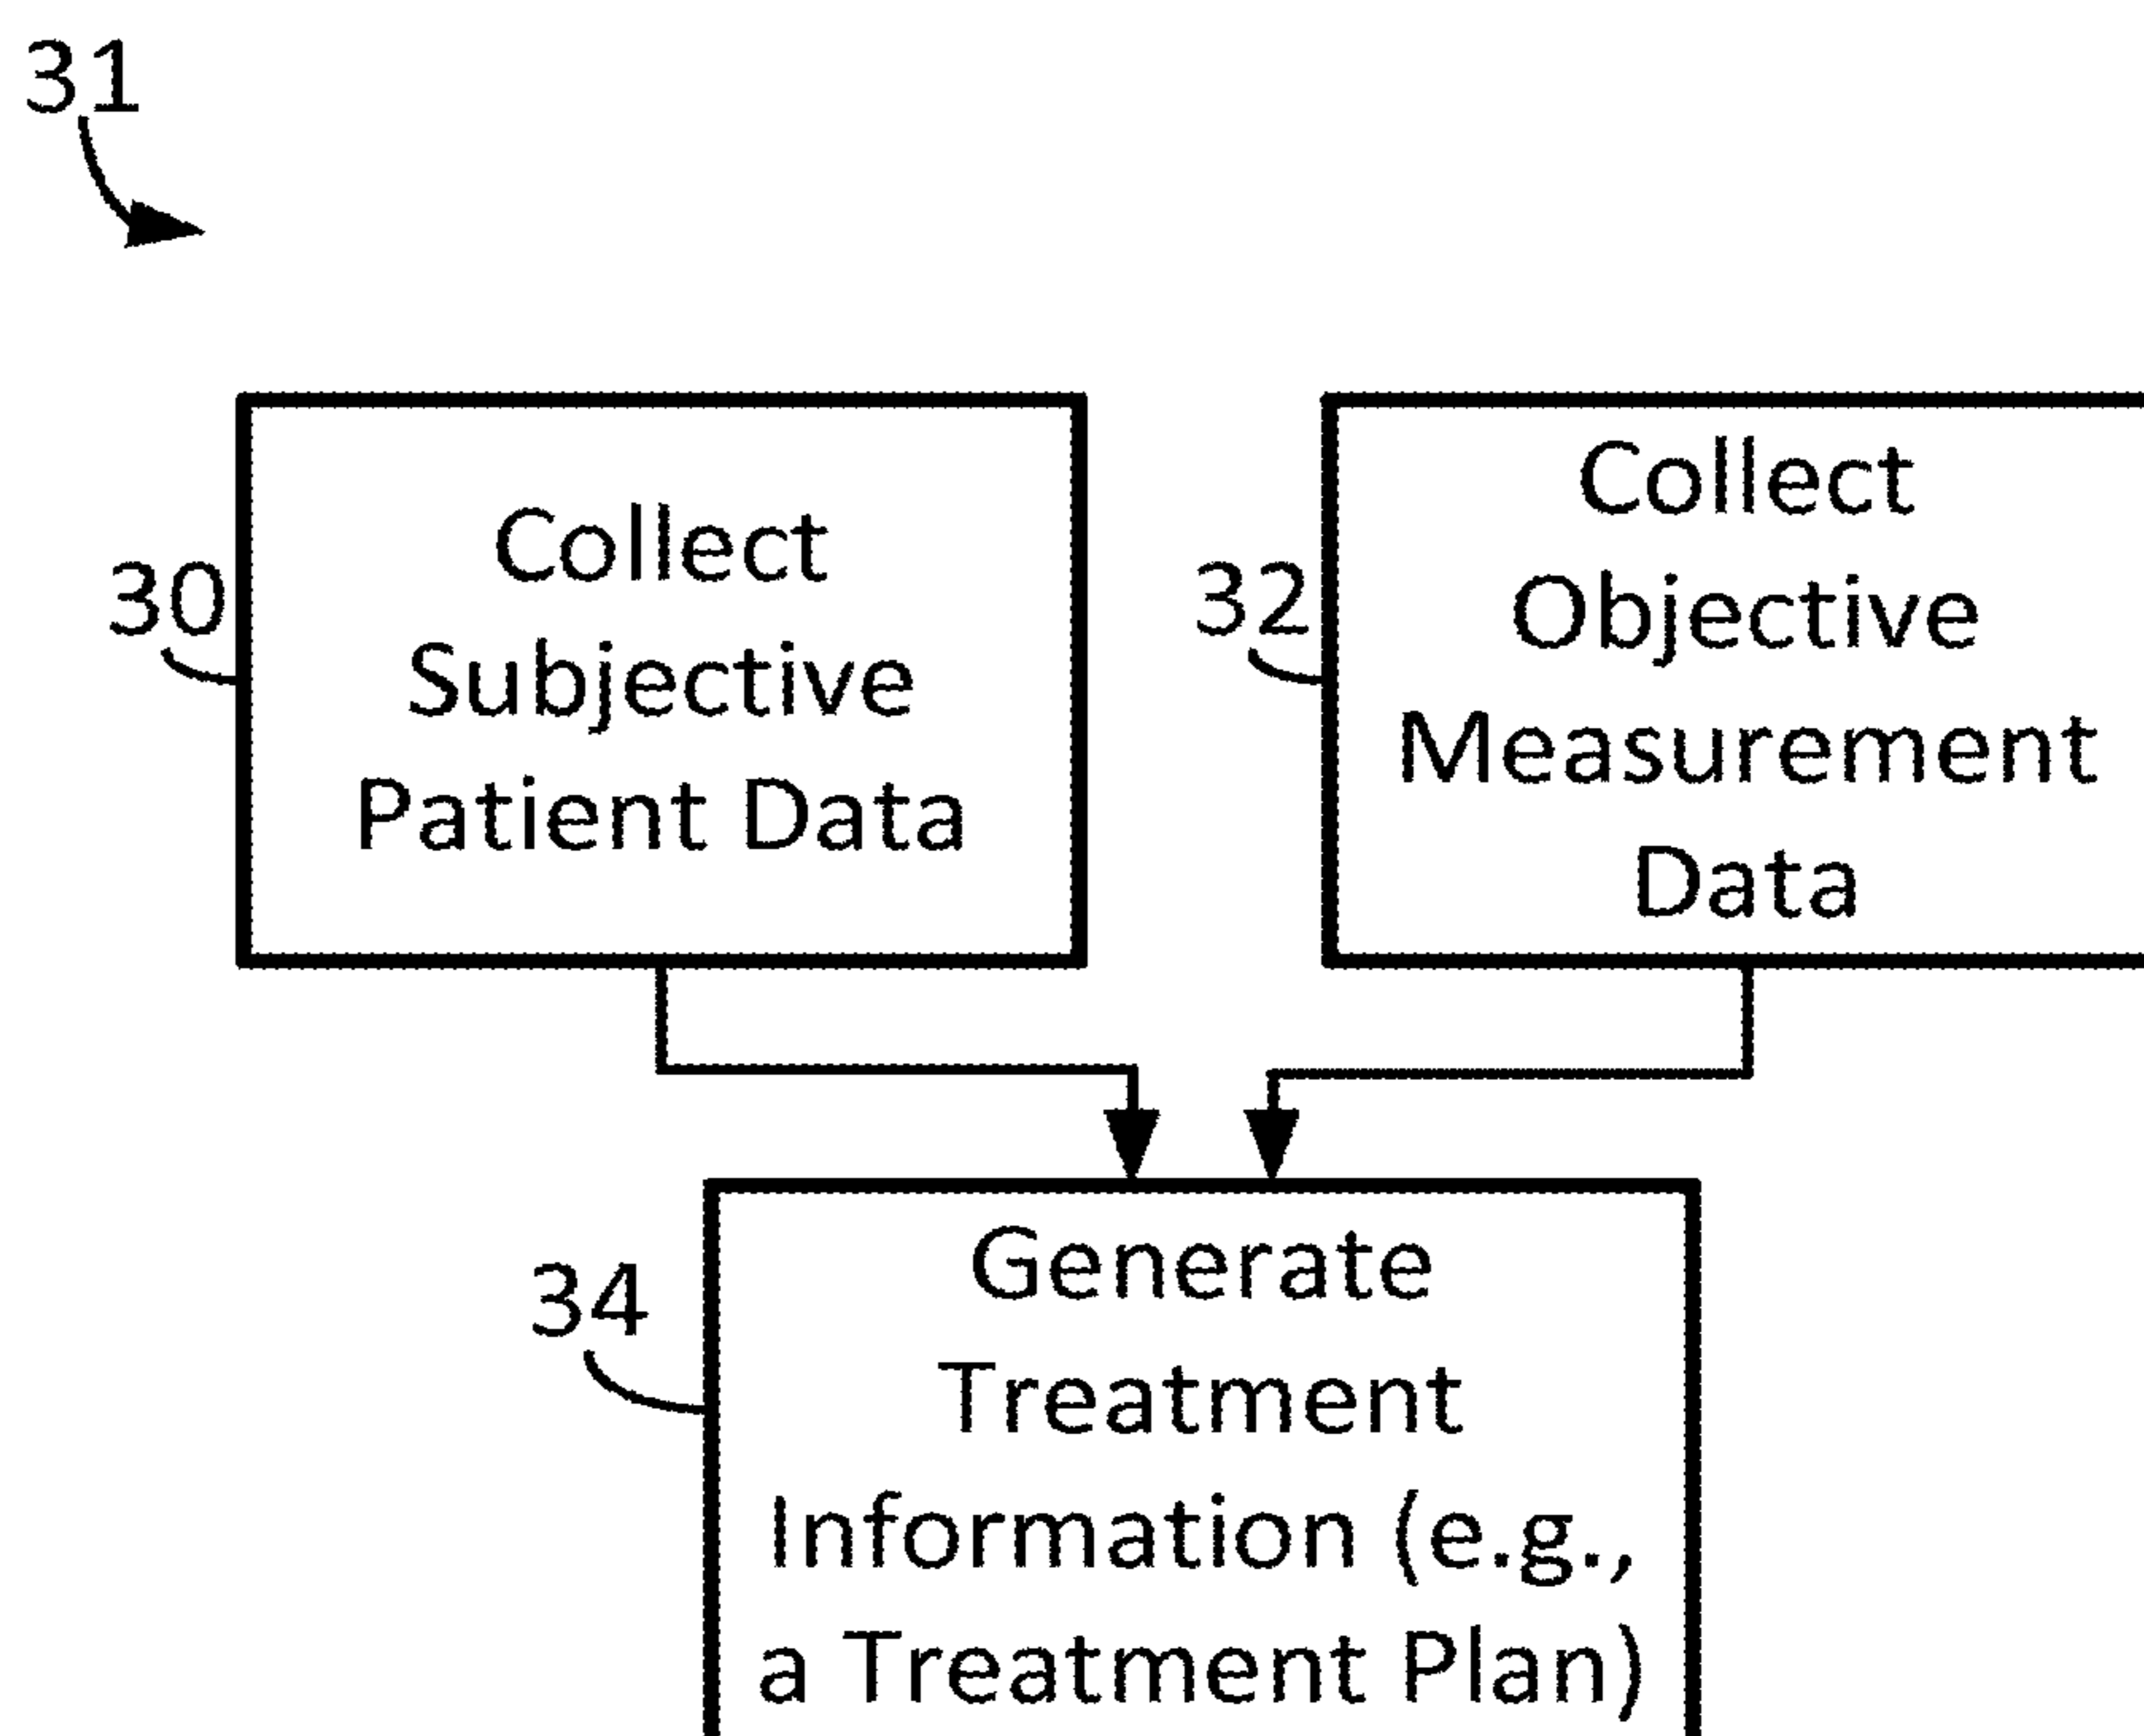 31
30
Collect
Subjective
Patient Data
32
Collect
Objective
Measurement
Data
34
Generate
Treatment
Information (e.g.,
a Treatment Plan)